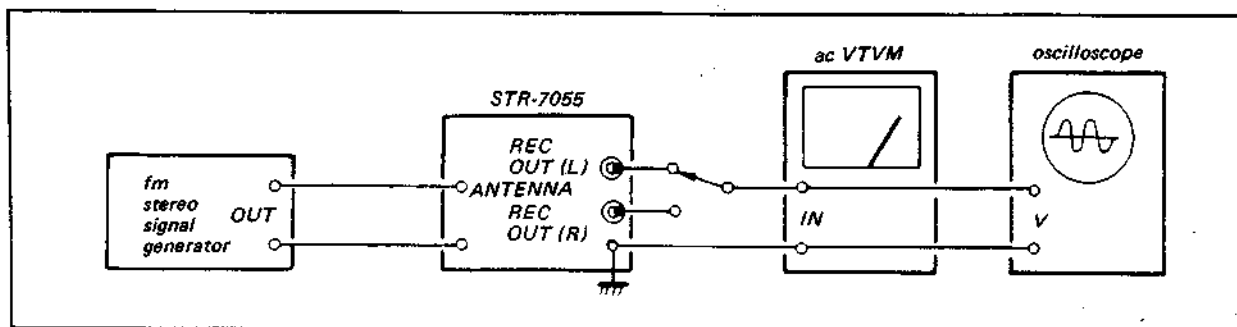 fm
stereo
signal
generator
OUT
STR-7055
REC
OUT (L)
ANTENNA
REC
OUT (R)
ac VTVM
IN
oscilloscope
V